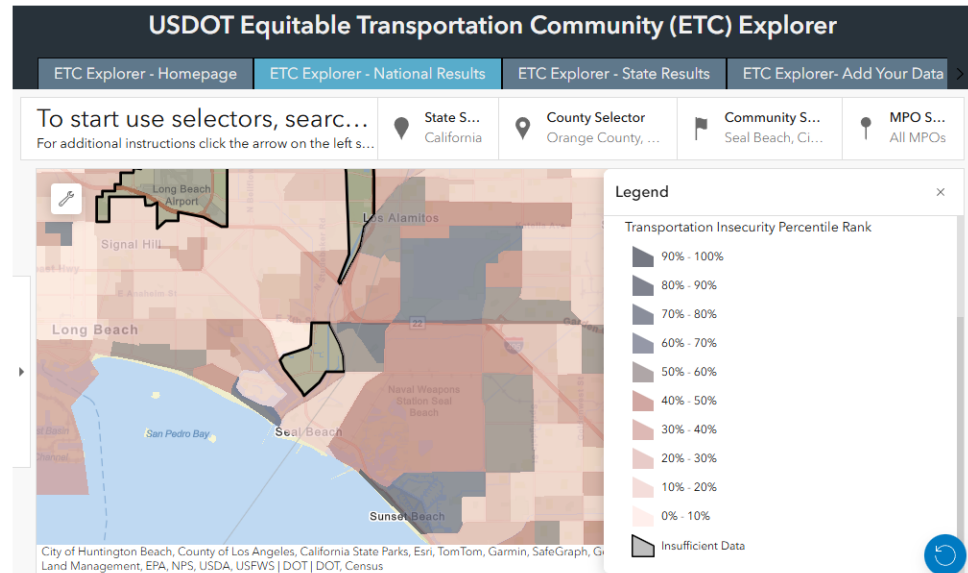 USDOT Equitable Transportation Community (ETC) Explorer
ETC Explorer - Homepage
ETC Explorer - National Results
ETC Explorer - State Results
ETC Explorer- Add Your Data
To start use selectors, searc...
For additional instructions click the arrow on the left s...
State S...
California
County Selector
Orange County, ...
Community S...
Seal Beach, Ci...
MPO S...
All MPOs
Long Beach
Airport
Los Alamitos
Signal Hill
E Anaheim St
E 7th St
Long Beach
22
Naval Weapons
Station Seal
Beach
San Pedro Bay
Seal Beach
Sunset Beach
City of Huntington Beach, County of Los Angeles, California State Parks, Esri, TomTom, Garmin, SafeGraph, G
Land Management, EPA, NPS, USDA, USFWS | DOT | DOT, Census
Legend
Transportation Insecurity Percentile Rank
90% - 100%
80% - 90%
70% - 80%
60% - 70%
50% - 60%
40% - 50%
30% - 40%
20% - 30%
10% - 20%
0% - 10%
Insufficient Data